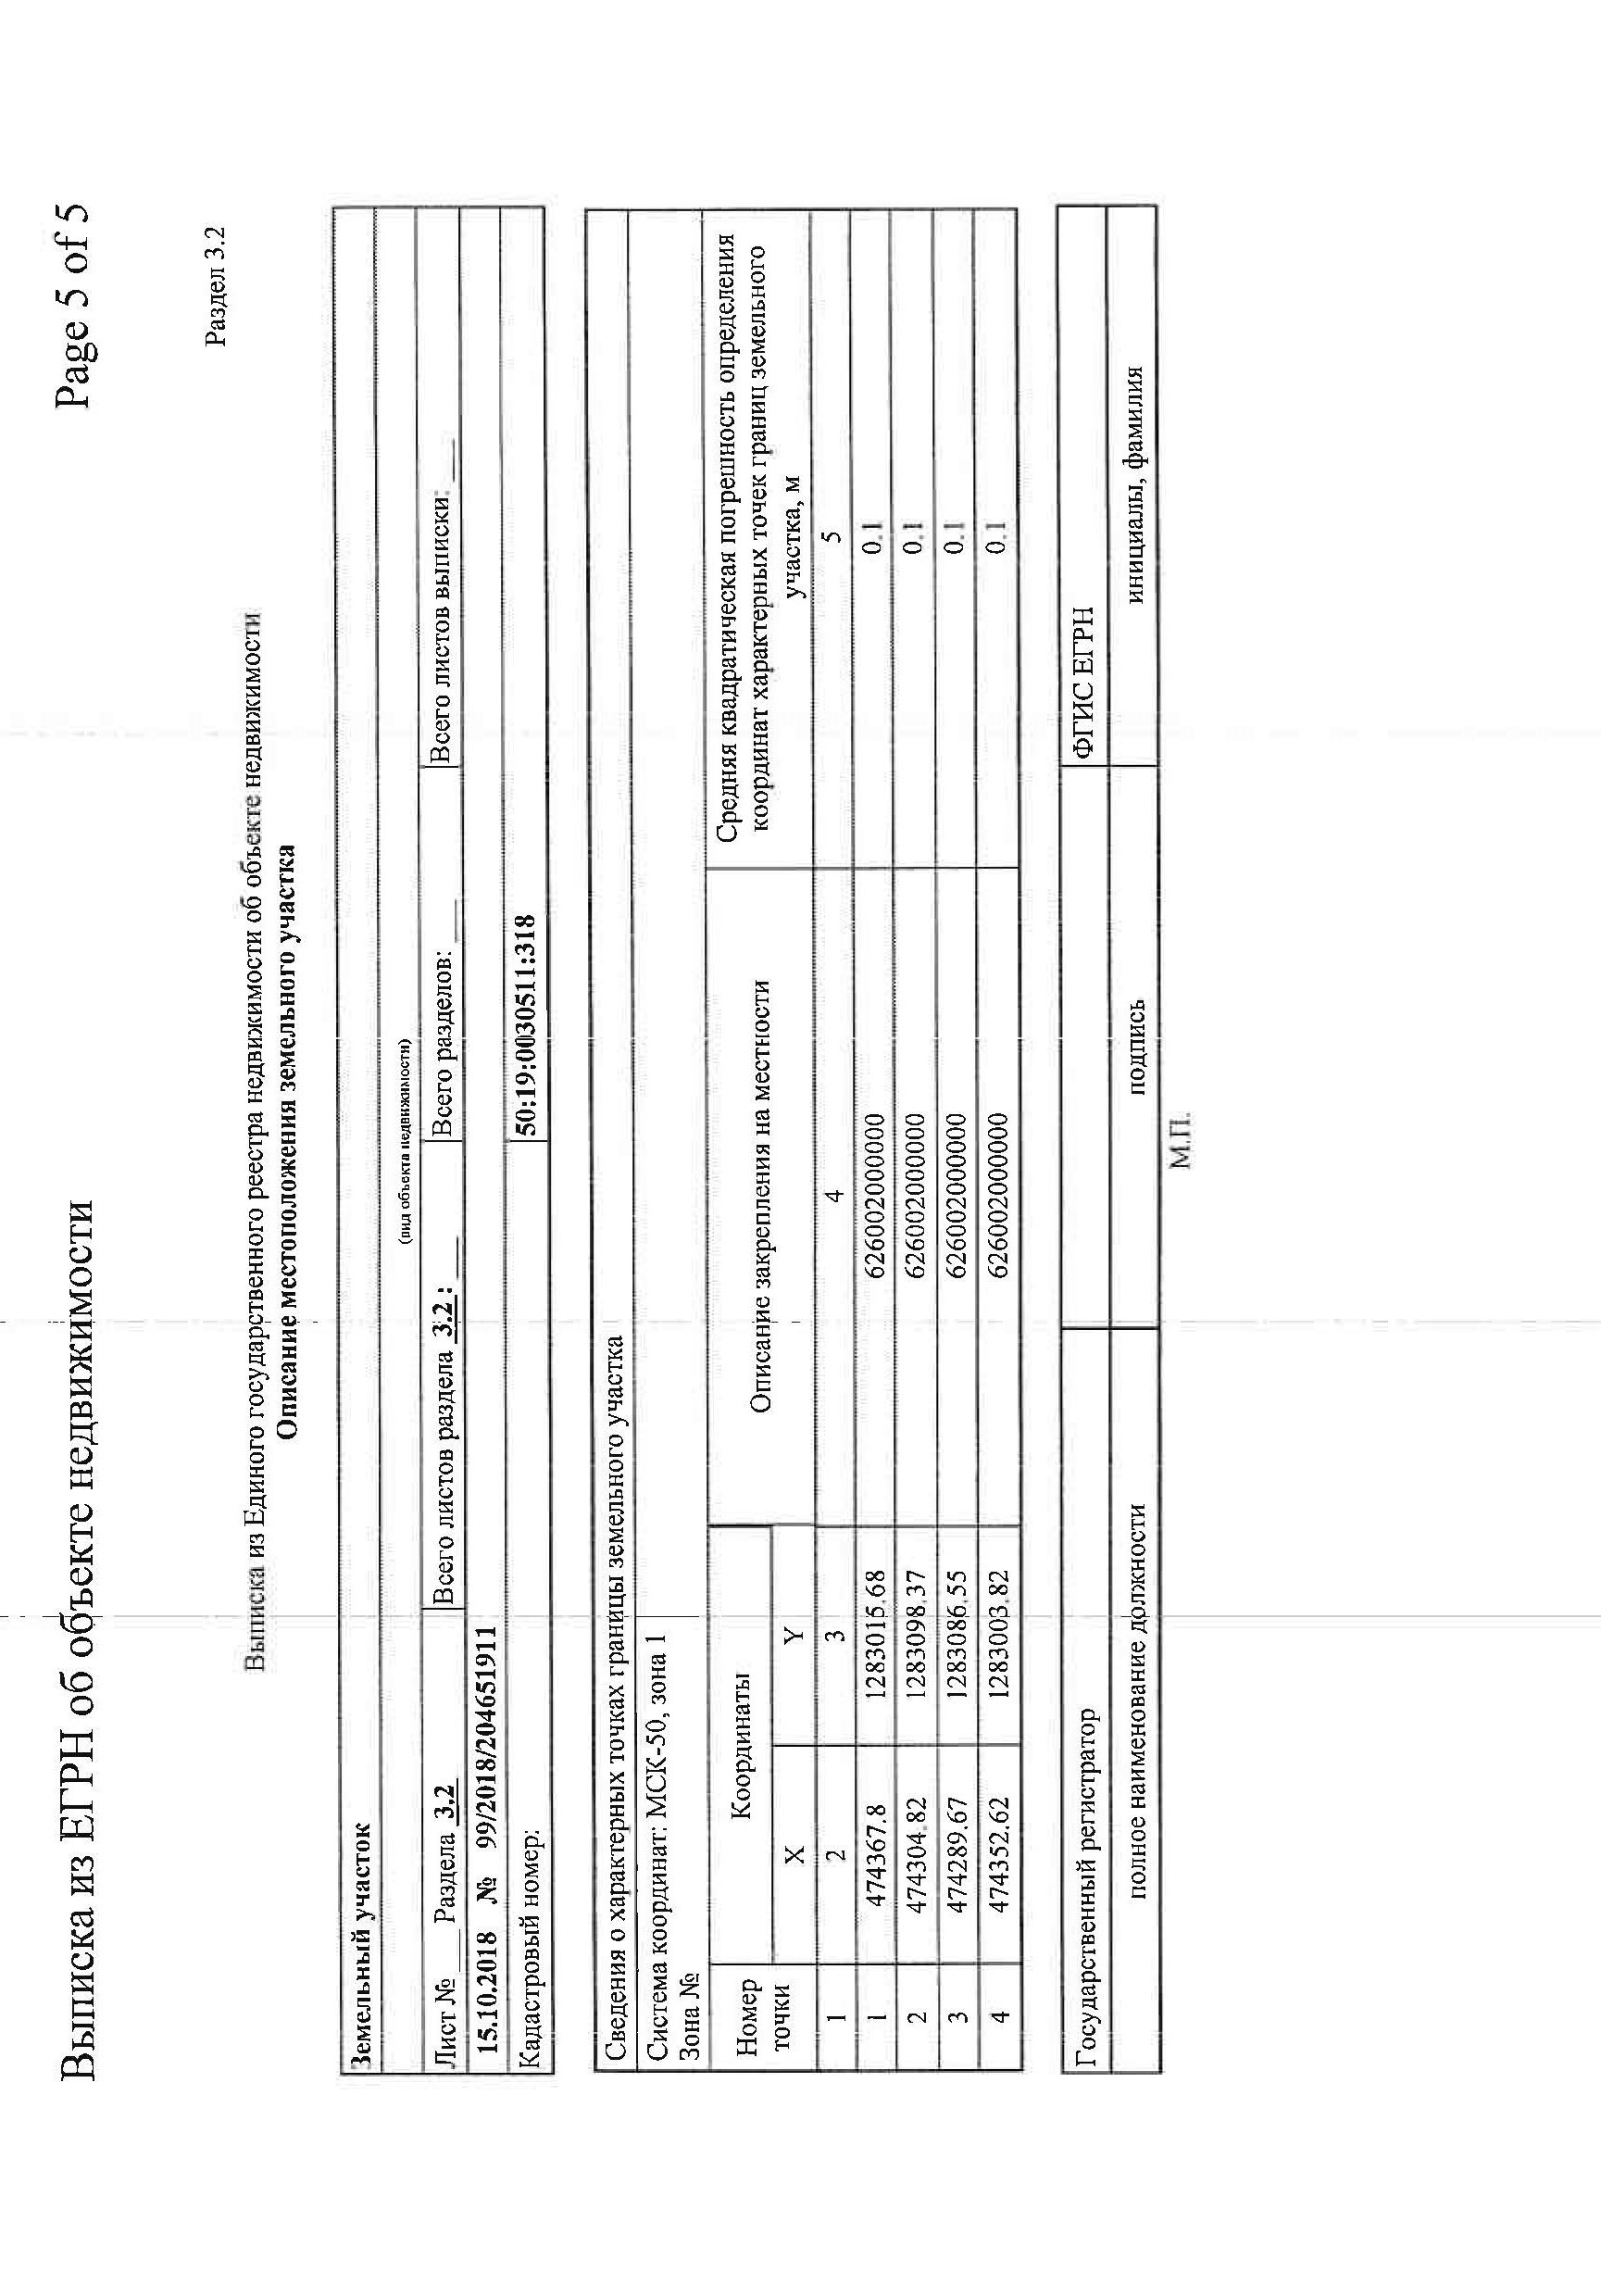 Выписка из ЕГРН об объекте недвижимости Page 5 of 5
Раздел 3.2
Выписка из Единого государственного реестра недвижимости об объекте недвижимости
Описание местоположения земельного участка
Земельный участок
(вид объекта недвижимости)
Лист № ___ Раздела 3.2 Всего листов раздела 3.2 : ___ Всего разделов: ___ Всего листов выписки: ___
15.10.2018 № 99/2018/204651911
Кадастровый номер: 50:19:0030511:318
Сведения о характерных точках границы земельного участка
Система координат: МСК-50, зона 1
Зона №
Номер точки Координаты Описание закрепления на местности Средняя квадратическая погрешность определения координат характерных точек границ земельного участка, м
X Y
1 2 3 4 5
1 474367.8 1283015.68 626002000000 0.1
2 474304.82 1283098.37 626002000000 0.1
3 474289.67 1283086.55 626002000000 0.1
4 474352.62 1283003.82 626002000000 0.1
Государственный регистратор ФГИС ЕГРН
полное наименование должности подпись инициалы, фамилия
М.П.